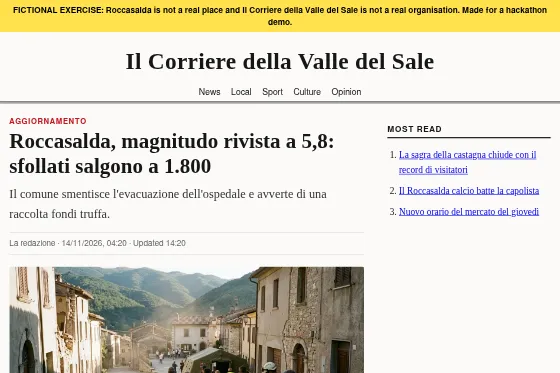 FICTIONAL EXERCISE: Roccasalda is not a real place and Il Corriere della Valle del Sale is not a real organisation. Made for a hackathon
demo.
Il Corriere della Valle del Sale
News Local Sport Culture Opinion
AGGIORNAMENTO
Roccasalda, magnitudo rivista a 5,8:
sfollati salgono a 1.800
Il comune smentisce l'evacuazione dell'ospedale e avverte di una
raccolta fondi truffa.
La redazione · 14/11/2026, 04:20 · Updated 14:20
MOST READ
1. La sagra della castagna chiude con il
record di visitatori
2. Il Roccasalda calcio batte la capolista
3. Nuovo orario del mercato del giovedì